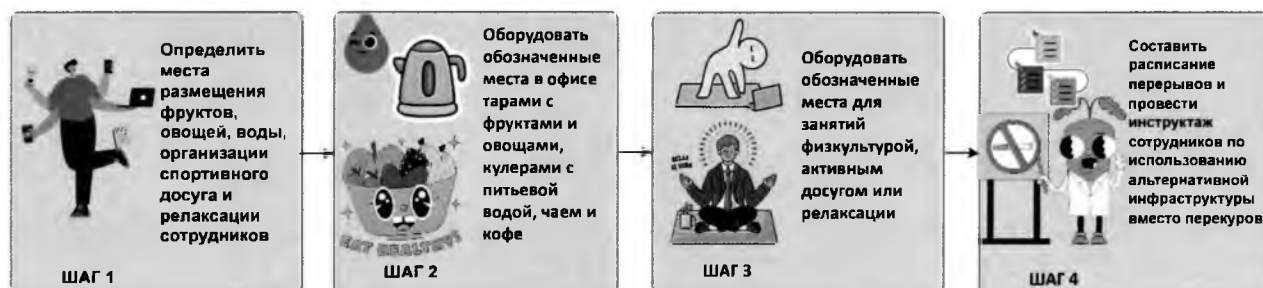 Определить
места
размещения
фруктов,
овощей, воды,
организации
спортивного
досуга и
релаксации
сотрудников
ШАГ 1
Оборудовать
обозначенные
места в офисе
тарами с
фруктами и
овощами,
кулерами с
питьевой
водой, чаем и
кофе
EAT HEALTHY!
ШАГ 2
Оборудовать
обозначенные
места для
занятий
физкультурой,
активным
досугом или
релаксации
ШАГ 3
Составить
расписание
перерывов и
провести
инструктаж
сотрудников по
использованию
альтернативной
инфраструктуры
вместо перекуров
ШАГ 4